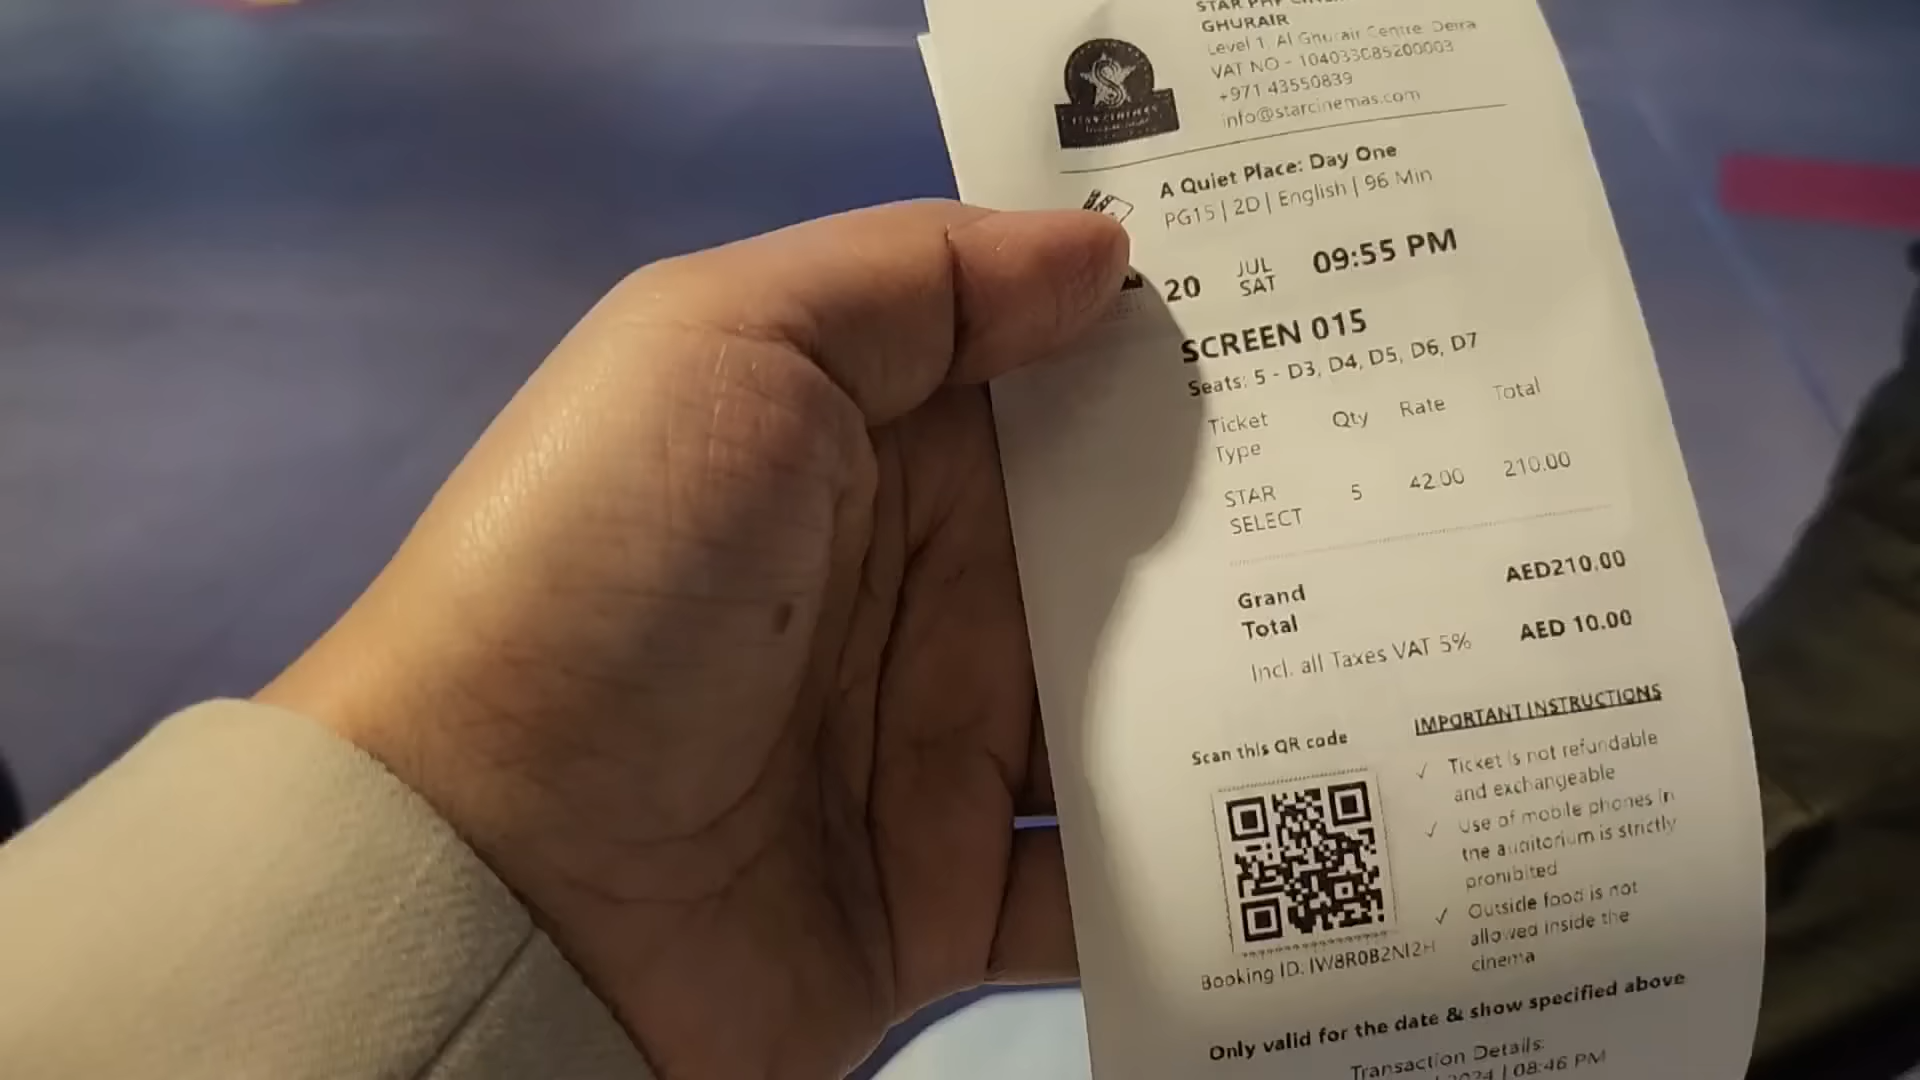 GHURAIR
Level 1, Al Ghurair Centre, Deira
VAT NO - 104033685200003
+971 43550839
info@starcinemas.com
STAR CINEMAS
A Quiet Place: Day One
PG15 | 2D | English | 96 Min
20 JUL SAT 09:55 PM
SCREEN 015
Seats: 5 - D3, D4, D5, D6, D7
Ticket Type Qty Rate Total
STAR SELECT 5 42.00 210.00
Grand Total AED210.00
Incl. all Taxes VAT 5% AED 10.00
Scan this QR code
Booking ID: IW8R0B2NI2H
IMPORTANT INSTRUCTIONS
✓ Ticket is not refundable
and exchangeable
✓ Use of mobile phones in
the auditorium is strictly
prohibited
✓ Outside food is not
allowed inside the
cinema
Only valid for the date & show specified above
Transaction Details:
2024 | 08:46 PM